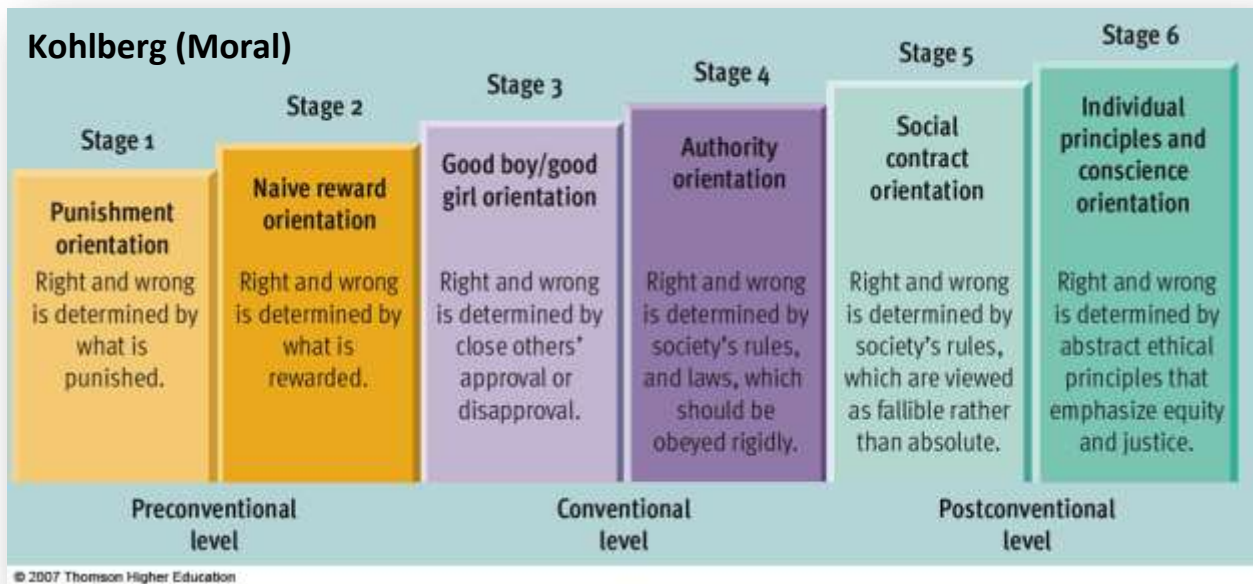 Kohlberg (Moral)
Stage 1
Punishment
orientation
Right and wrong
is determined by
what is
punished.
Stage 2
Naive reward
orientation
Right and wrong
is determined by
what is
rewarded.
Preconventional
level
Stage 3
Good boy/good
girl orientation
Right and wrong
is determined by
close others'
approval or
disapproval.
Stage 4
Authority
orientation
Right and wrong
is determined by
society's rules,
and laws, which
should be
obeyed rigidly.
Conventional
level
Stage 5
Social
contract
orientation
Right and wrong
is determined by
society's rules,
which are viewed
as fallible rather
than absolute.
Stage 6
Individual
principles and
conscience
orientation
Right and wrong
is determined by
abstract ethical
principles that
emphasize equity
and justice.
Postconventional
level
© 2007 Thomson Higher Education